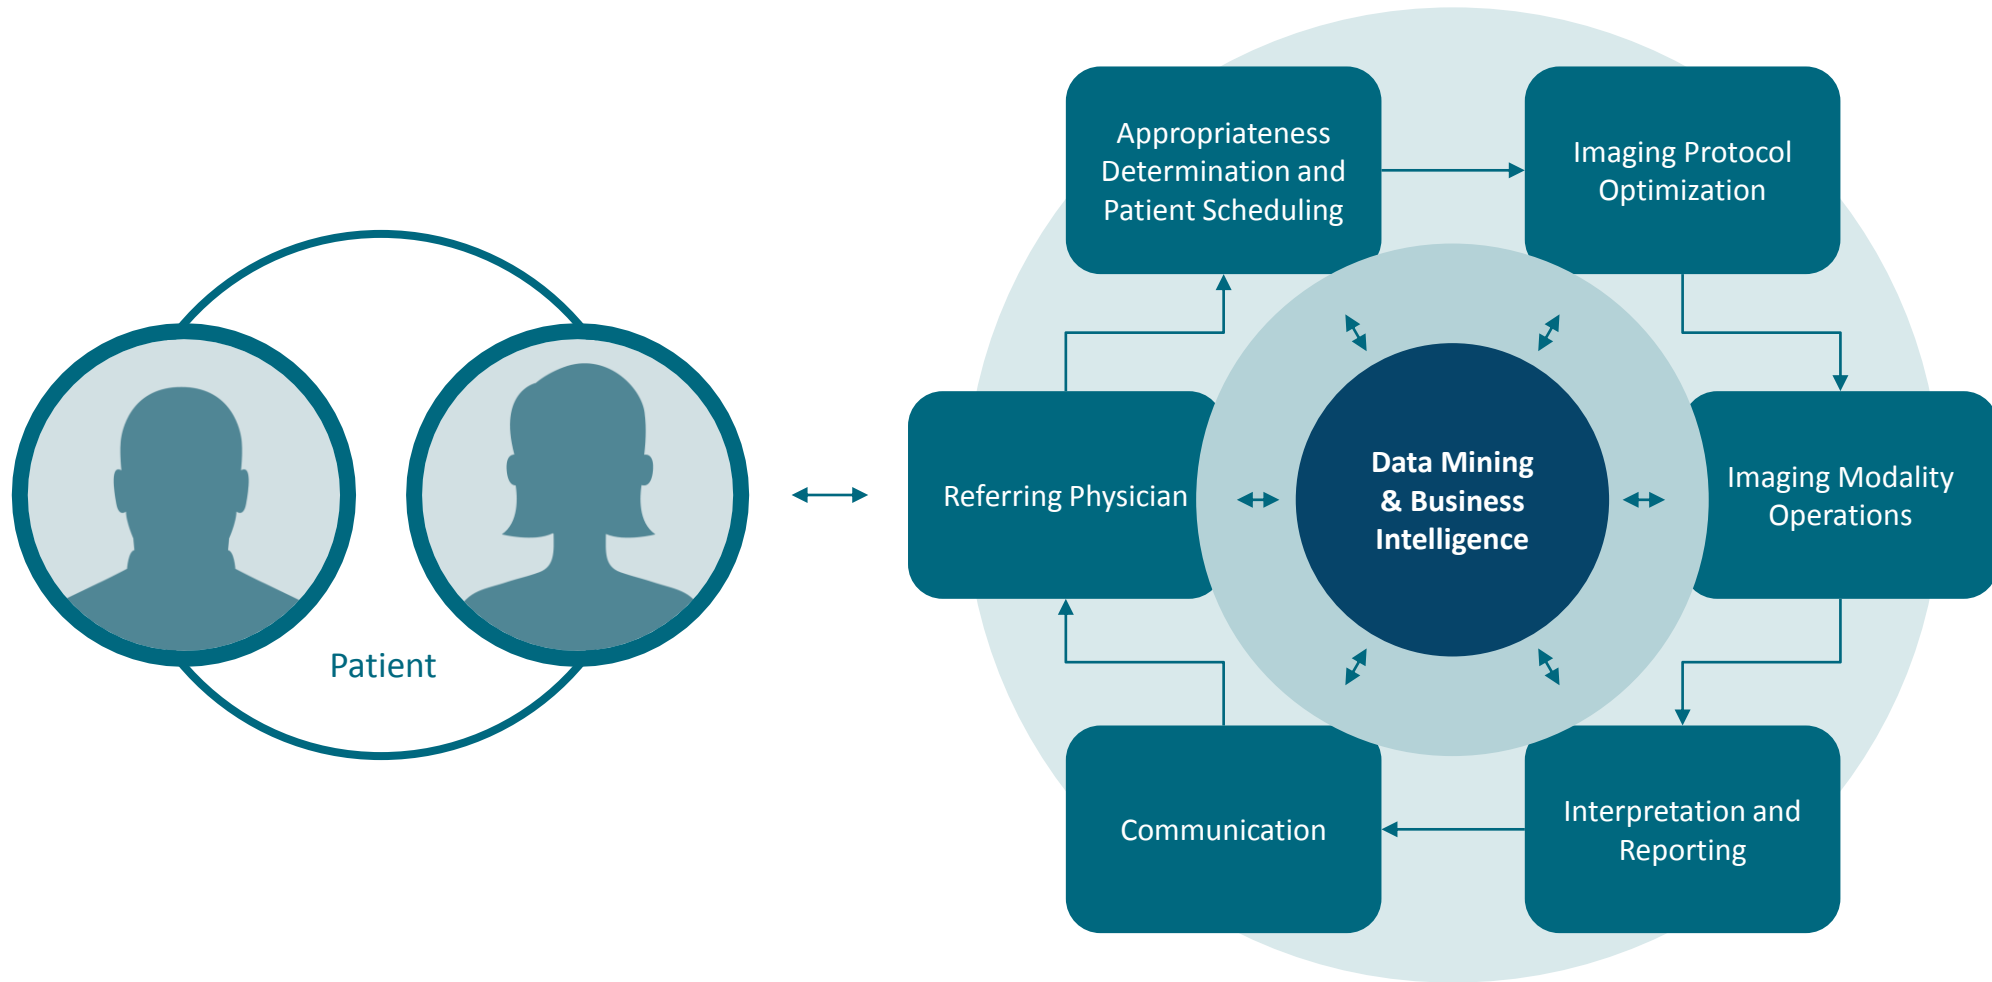 Patient
Appropriateness
Determination and
Patient Scheduling
Imaging Protocol
Optimization
Referring Physician
Data Mining
& Business
Intelligence
Imaging Modality
Operations
Communication
Interpretation and
Reporting